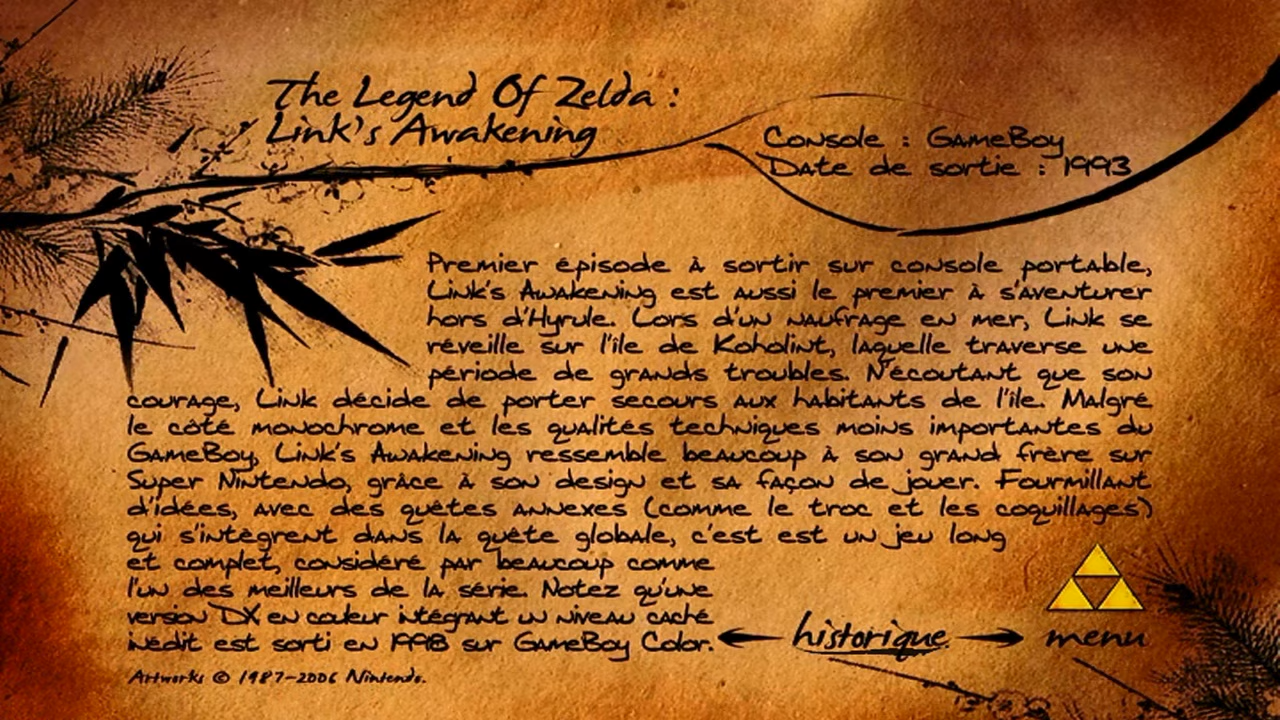 The Legend Of Zelda :
Link's Awakening
Console : GameBoy
Date de sortie : 1993
Premier épisode à sortir sur console portable,
Link's Awakening est aussi le premier à s'aventurer
hors d'Hyrule. Lors d'un naufrage en mer, Link se
réveille sur l'île de Koholint, laquelle traverse une
période de grands troubles. N'écoutant que son
courage, Link décide de porter secours aux habitants de l'île. Malgré
le côté monochrome et les qualités techniques moins importantes du
GameBoy, Link's Awakening ressemble beaucoup à son grand frère sur
Super Nintendo, grâce à son design et sa façon de jouer. Fourmillant
d'idées, avec des quêtes annexes (comme le troc et les coquillages)
qui s'intègrent dans la quête globale, c'est est un jeu long
et complet, considéré par beaucoup comme
l'un des meilleurs de la série. Notez qu'une
version DX en couleur intégrant un niveau caché
inédit est sorti en 1998 sur GameBoy Color.
historique
menu
Artworks © 1987-2006 Nintendo.